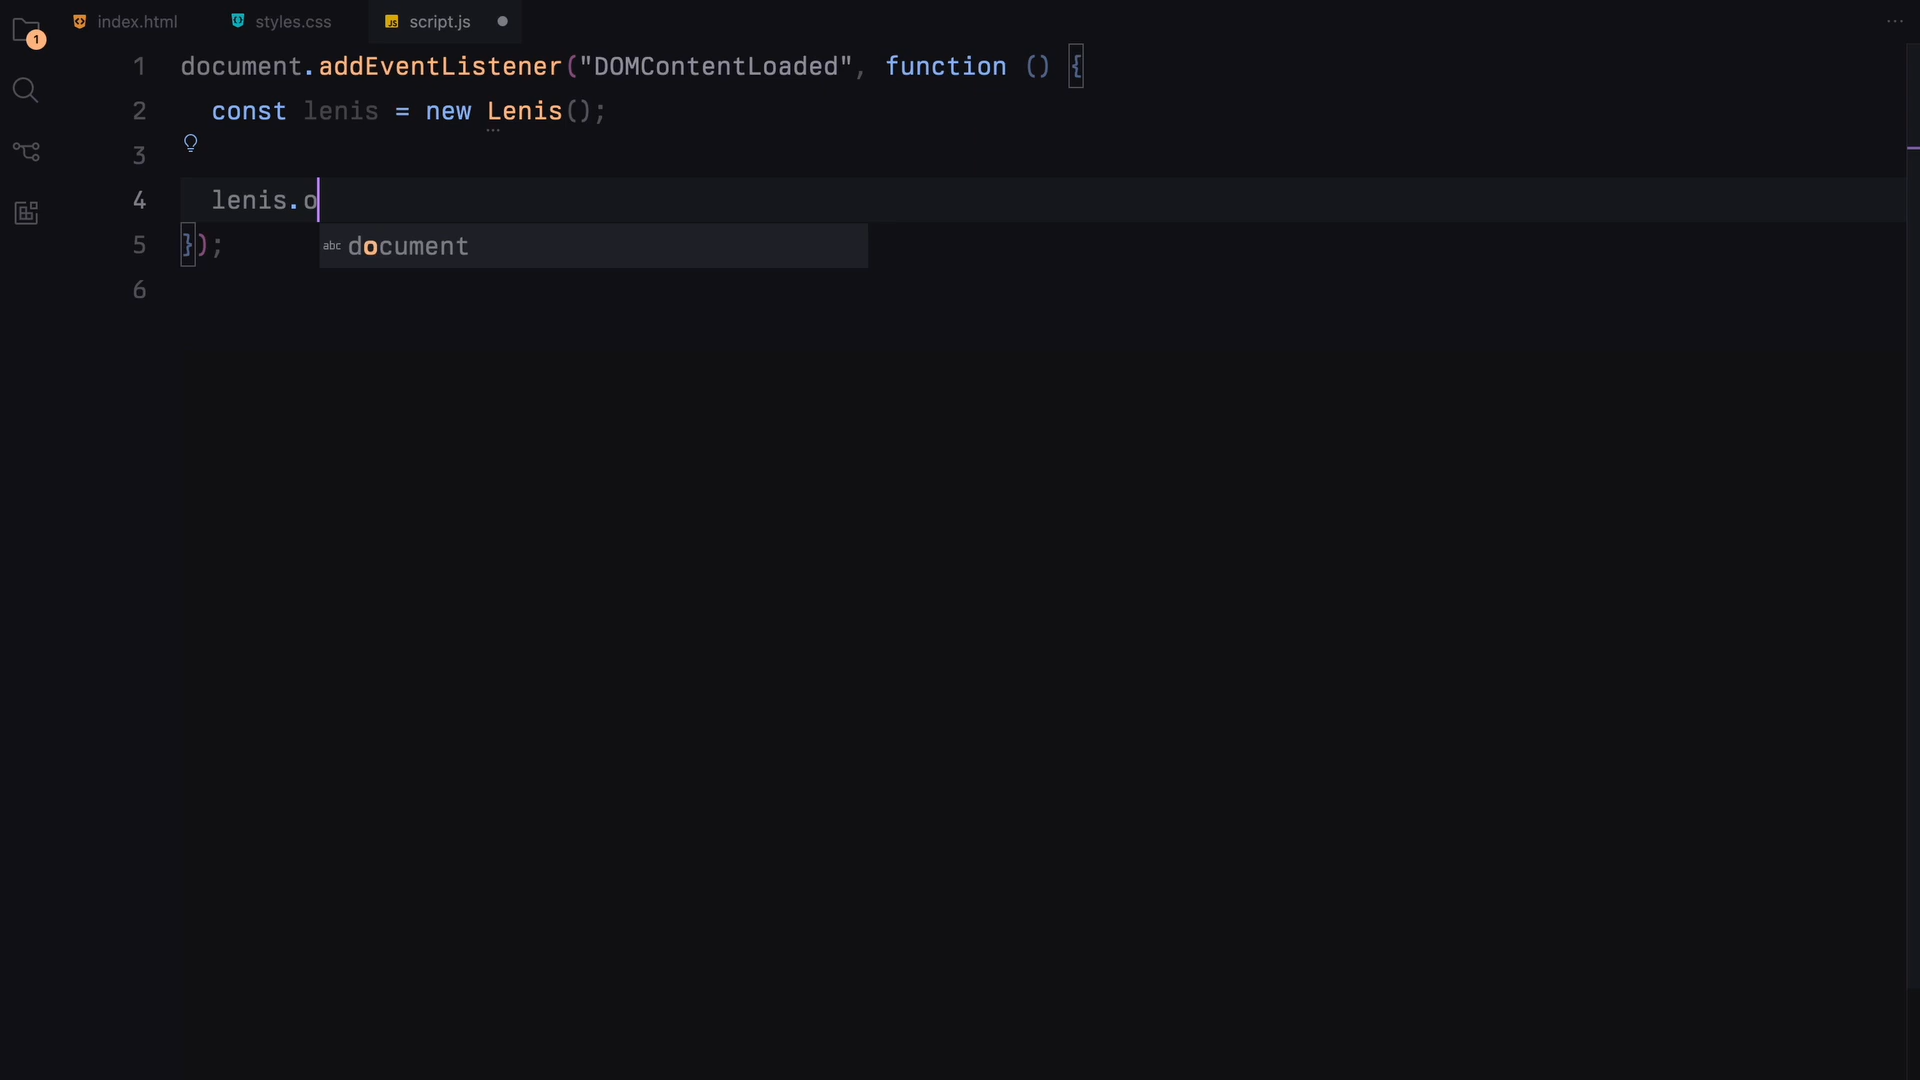 index.html styles.css script.js
1
1 document.addEventListener("DOMContentLoaded", function () {
2 const lenis = new Lenis();
3
4 lenis.o
5 });
abc document
6